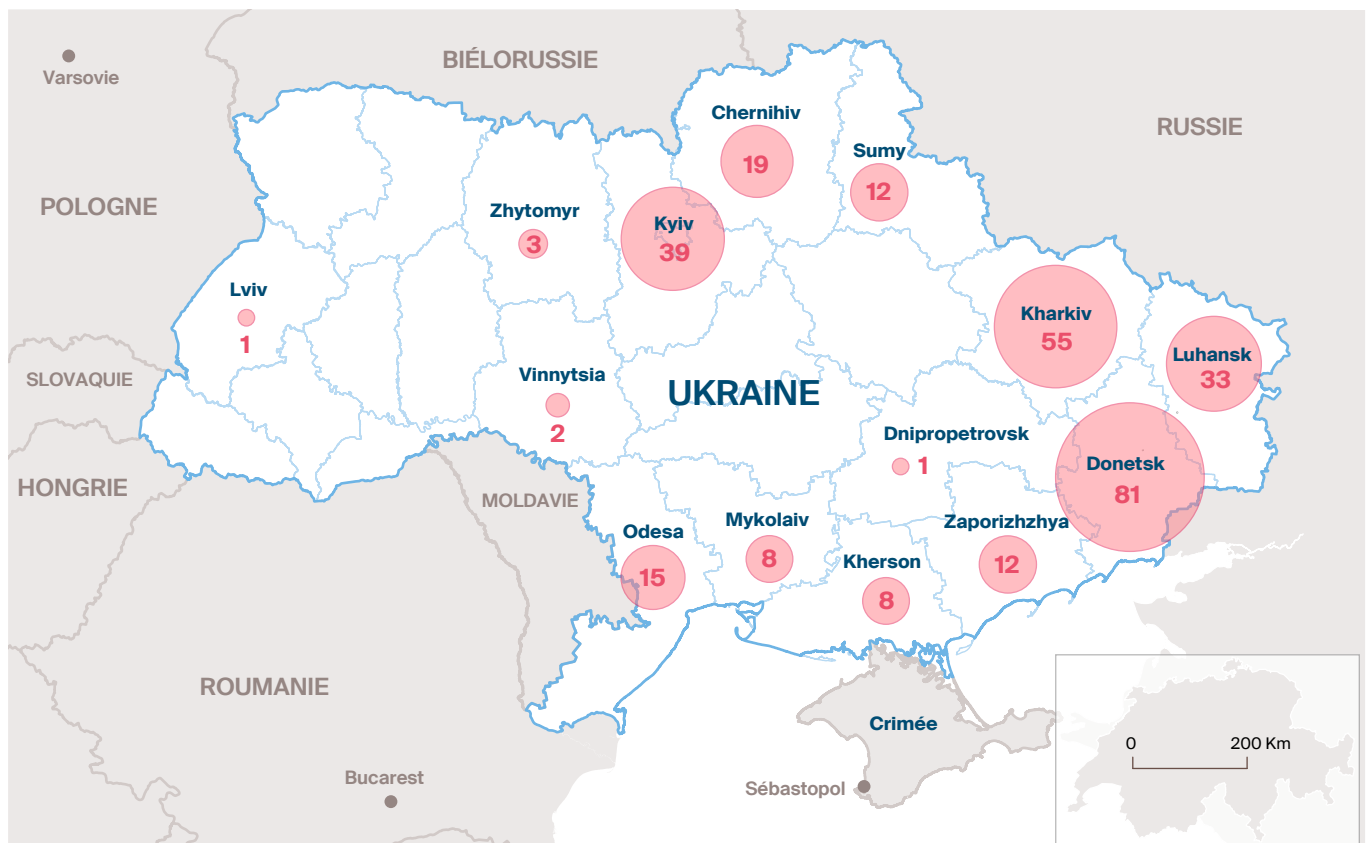 BIÉLORUSSIE
Varsovie
Chernihiv
19
RUSSIE
Sumy
12
POLOGNE
Zhytomyr
3
Kyiv
39
Lviv
1
Kharkiv
55
Luhansk
33
SLOVAQUIE
Vinnytsia
2
UKRAINE
Dnipropetrovsk
1
Donetsk
81
HONGRIE
MOLDAVIE
Odesa
15
Mykolaiv
8
Zaporizhzhya
12
Kherson
8
ROUMANIE
Crimée
0 200 Km
Bucarest
Sébastopol